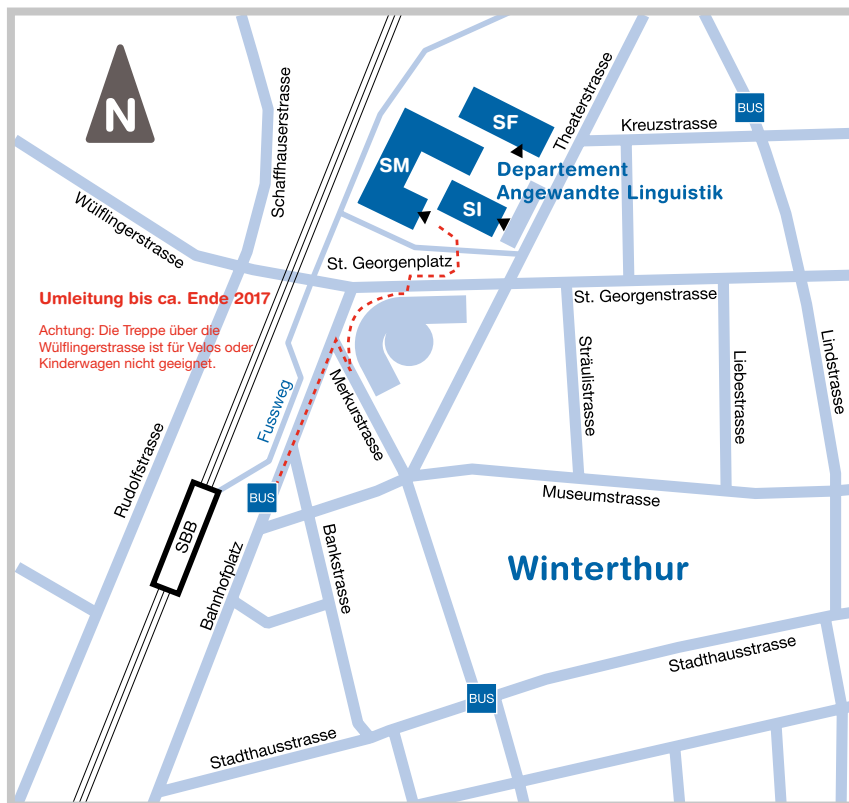 N
Schaffhauserstrasse
Wülflingerstrasse
SF
SM
SI
Theaterstrasse
BUS
Kreuzstrasse
Departement
Angewandte Linguistik
St. Georgenplatz
St. Georgenstrasse
Umleitung bis ca. Ende 2017
Achtung: Die Treppe über die
Wülflingerstrasse ist für Velos oder
Kinderwagen nicht geeignet.
Fussweg
Merkurstrasse
Sträulistrasse
Liebestrasse
Lindstrasse
Rudolfstrasse
BUS
SBB
Museumstrasse
Bahnhofplatz
Bankstrasse
Winterthur
Stadthausstrasse
BUS
Stadthausstrasse